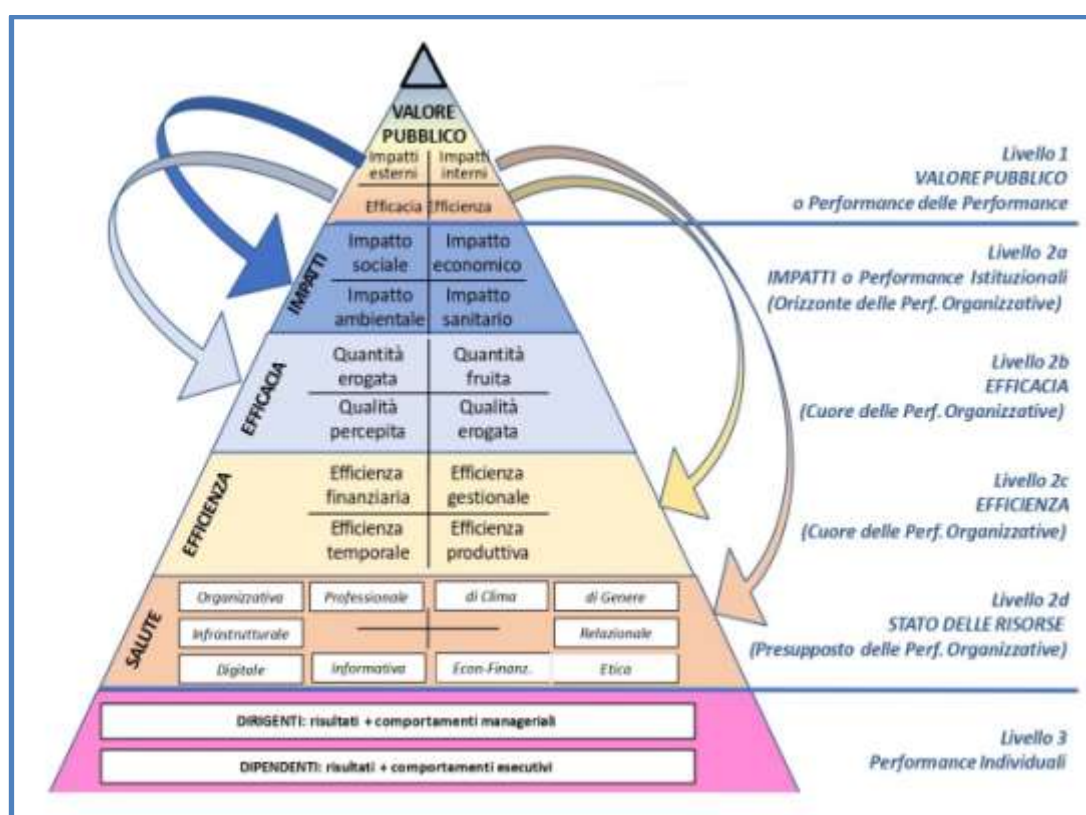 VALORE
PUBBLICO
Impatti esterni
Impatti interni
Efficacia
Efficienza
Livello 1
VALORE PUBBLICO
o Performance delle Performance
IMPATTI
Impatto sociale
Impatto economico
Impatto ambientale
Impatto sanitario
Livello 2a
IMPATTI o Performance Istituzionali
(Orizzonte delle Perf. Organizzative)
EFFICACIA
Quantità erogata
Quantità fruita
Qualità percepita
Qualità erogata
Livello 2b
EFFICACIA
(Cuore delle Perf. Organizzative)
EFFICIENZA
Efficienza finanziaria
Efficienza gestionale
Efficienza temporale
Efficienza produttiva
Livello 2c
EFFICIENZA
(Cuore delle Perf. Organizzative)
SALUTE
Organizzativa
Professionale
di Clima
di Genere
Infrastrutturale
Relazionale
Digitale
Informativa
Econ-Finanz.
Etica
Livello 2d
STATO DELLE RISORSE
(Presupposto delle Perf. Organizzative)
DIRIGENTI: risultati + comportamenti manageriali
DIPENDENTI: risultati + comportamenti esecutivi
Livello 3
Performance Individuali